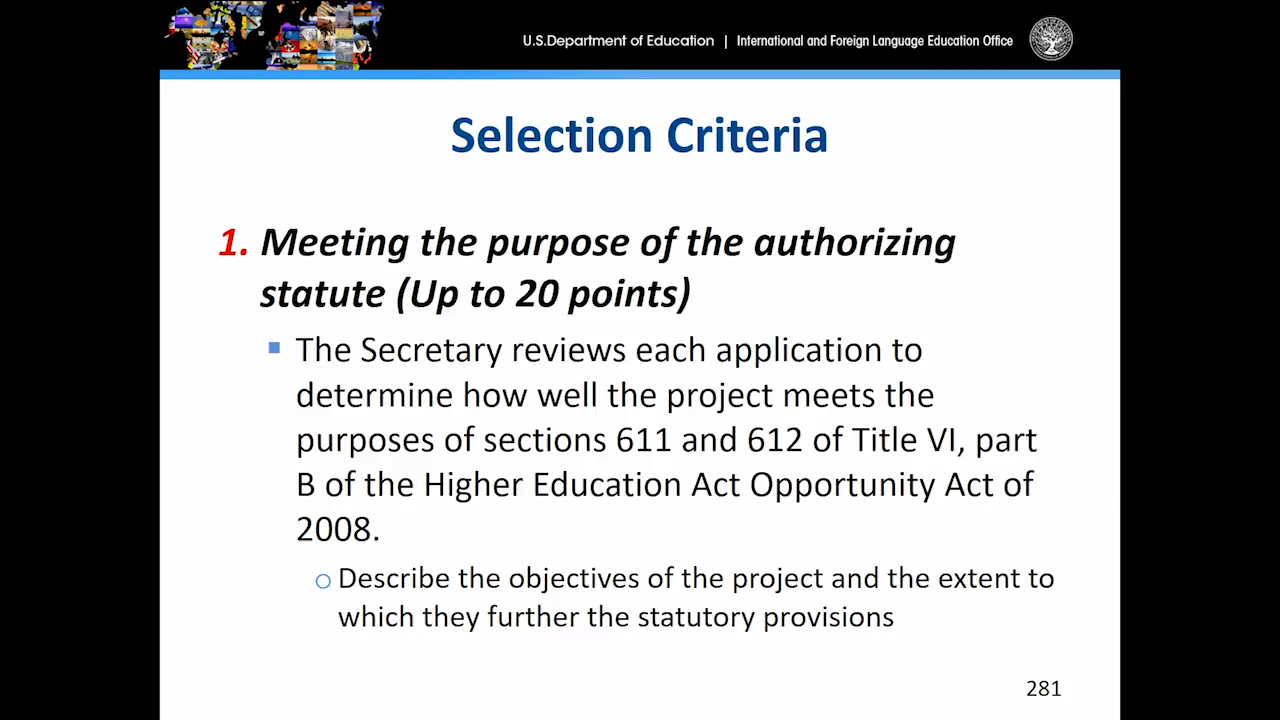 U.S.Department of Education | International and Foreign Language Education Office
Selection Criteria
1. Meeting the purpose of the authorizing
statute (Up to 20 points)
▪ The Secretary reviews each application to
determine how well the project meets the
purposes of sections 611 and 612 of Title VI, part
B of the Higher Education Act Opportunity Act of
2008.
o Describe the objectives of the project and the extent to
which they further the statutory provisions
281